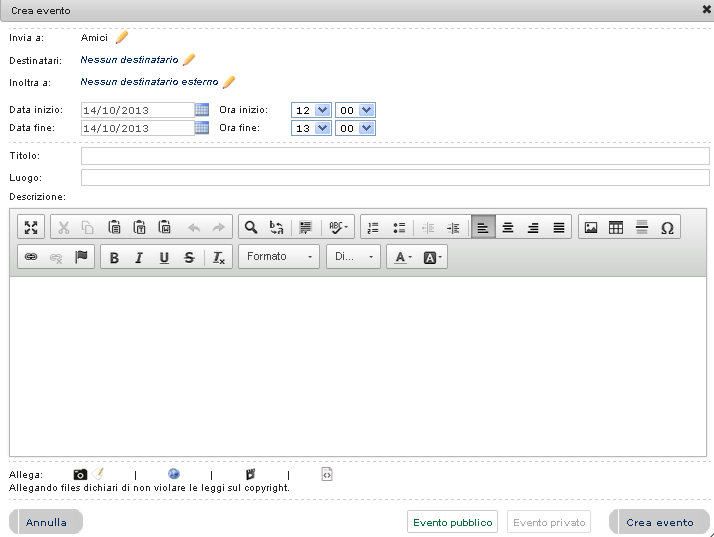 Crea evento
Invia a: Amici
Destinatari: Nessun destinatario
Inoltra a: Nessun destinatario esterno
Data inizio: 14/10/2013 Ora inizio: 12 00
Data fine: 14/10/2013 Ora fine: 13 00
Titolo:
Luogo:
Descrizione:
ABC
B I U S Tx Formato Di... A A
Allega: | | |
Allegando files dichiari di non violare le leggi sul copyright.
Annulla Evento pubblico Evento privato Crea evento